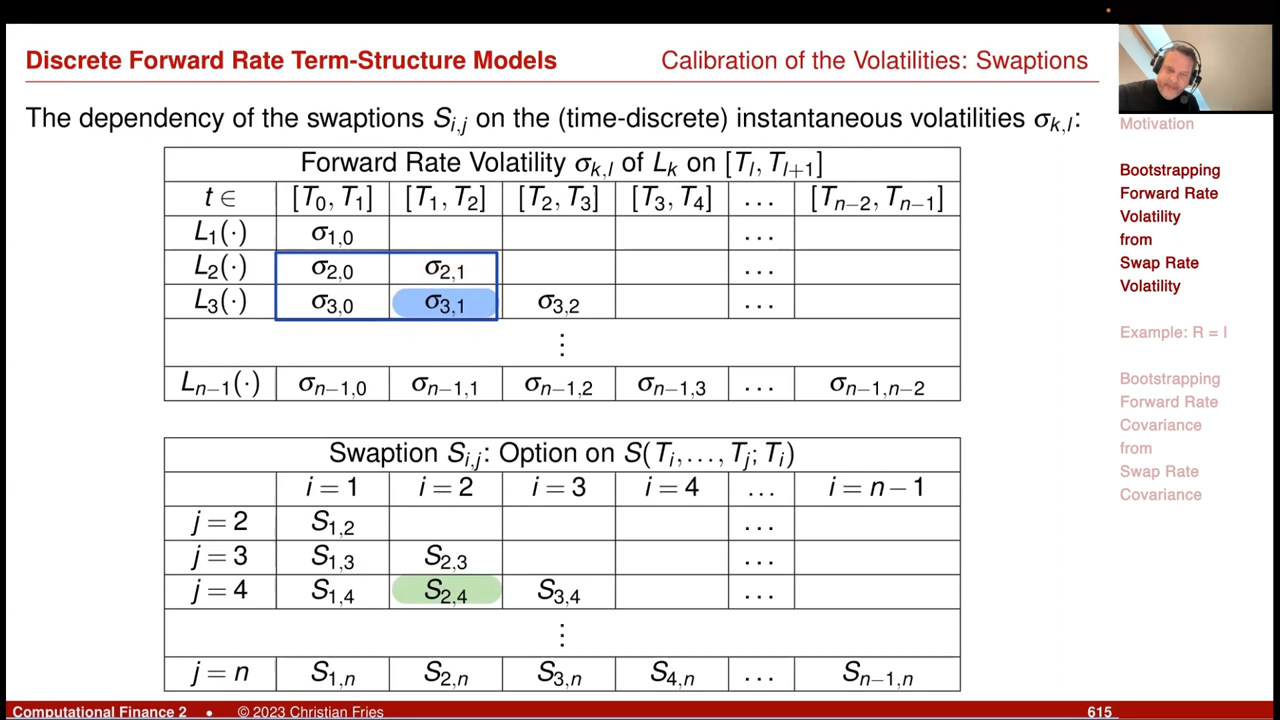 Discrete Forward Rate Term-Structure Models
Calibration of the Volatilities: Swaptions
The dependency of the swaptions S_{i,j} on the (time-discrete) instantaneous volatilities σ_{k,l}:
Forward Rate Volatility σ_{k,l} of L_k on [T_l, T_{l+1}]
t ∈ [T_0, T_1] [T_1, T_2] [T_2, T_3] [T_3, T_4] ... [T_{n−2}, T_{n−1}]
L_1(·) σ_{1,0} ...
L_2(·) σ_{2,0} σ_{2,1} ...
L_3(·) σ_{3,0} σ_{3,1} σ_{3,2} ...
⋮
L_{n−1}(·) σ_{n−1,0} σ_{n−1,1} σ_{n−1,2} σ_{n−1,3} ... σ_{n−1,n−2}
Swaption S_{i,j}: Option on S(T_i,...,T_j;T_i)
i = 1 i = 2 i = 3 i = 4 ... i = n − 1
j = 2 S_{1,2} ...
j = 3 S_{1,3} S_{2,3} ...
j = 4 S_{1,4} S_{2,4} S_{3,4} ...
⋮
j = n S_{1,n} S_{2,n} S_{3,n} S_{4,n} ... S_{n−1,n}
Motivation
Bootstrapping
Forward Rate
Volatility
from
Swap Rate
Volatility
Example: R = I
Bootstrapping
Forward Rate
Covariance
from
Swap Rate
Covariance
Computational Finance 2 • © 2023 Christian Fries 615